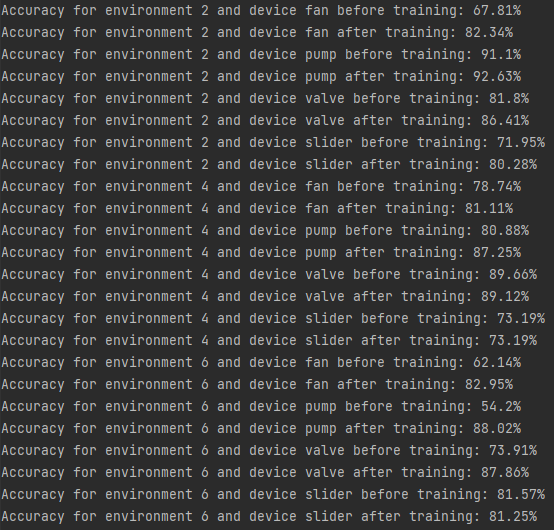 Accuracy for environment 2 and device fan before training: 67.81%
Accuracy for environment 2 and device fan after training: 82.34%
Accuracy for environment 2 and device pump before training: 91.1%
Accuracy for environment 2 and device pump after training: 92.63%
Accuracy for environment 2 and device valve before training: 81.8%
Accuracy for environment 2 and device valve after training: 86.41%
Accuracy for environment 2 and device slider before training: 71.95%
Accuracy for environment 2 and device slider after training: 80.28%
Accuracy for environment 4 and device fan before training: 78.74%
Accuracy for environment 4 and device fan after training: 81.11%
Accuracy for environment 4 and device pump before training: 80.88%
Accuracy for environment 4 and device pump after training: 87.25%
Accuracy for environment 4 and device valve before training: 89.66%
Accuracy for environment 4 and device valve after training: 89.12%
Accuracy for environment 4 and device slider before training: 73.19%
Accuracy for environment 4 and device slider after training: 73.19%
Accuracy for environment 6 and device fan before training: 62.14%
Accuracy for environment 6 and device fan after training: 82.95%
Accuracy for environment 6 and device pump before training: 54.2%
Accuracy for environment 6 and device pump after training: 88.02%
Accuracy for environment 6 and device valve before training: 73.91%
Accuracy for environment 6 and device valve after training: 87.86%
Accuracy for environment 6 and device slider before training: 81.57%
Accuracy for environment 6 and device slider after training: 81.25%